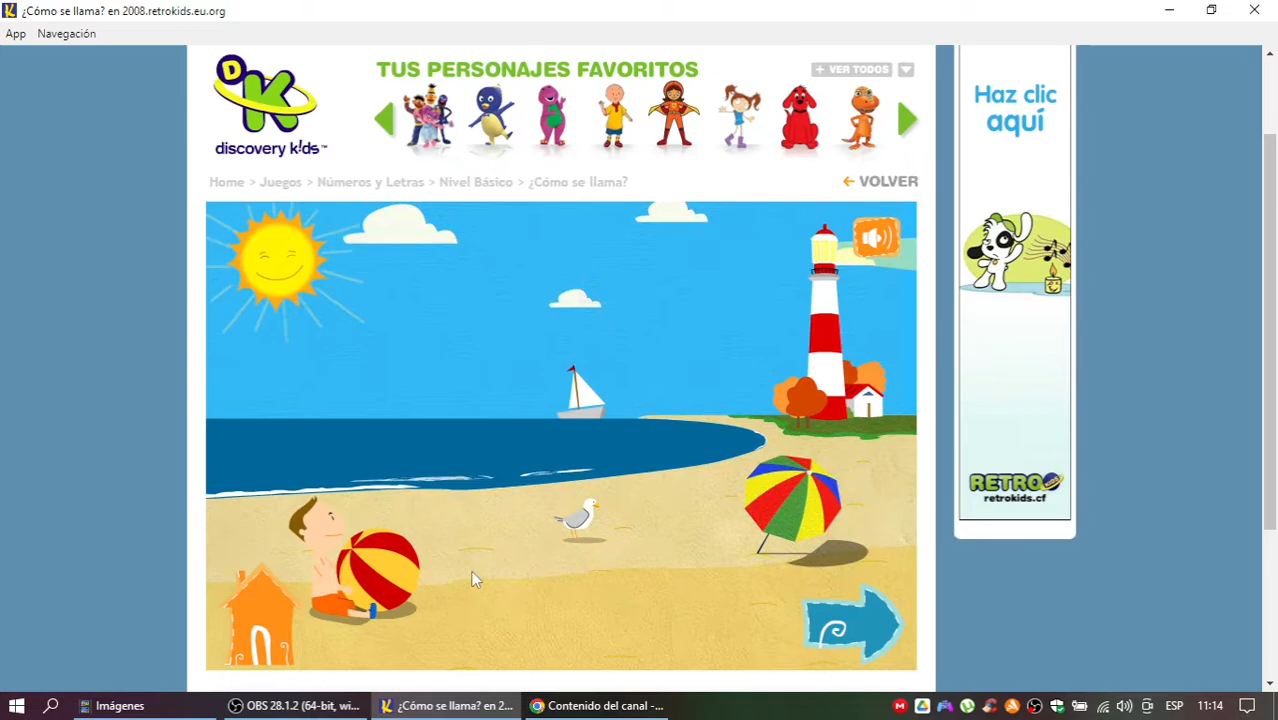 ¿Cómo se llama? en 2008.retrokids.eu.org
App Navegación
D K
discovery k!ds™
TUS PERSONAJES FAVORITOS
+ VER TODOS
Home > Juegos > Números y Letras > Nivel Básico > ¿Cómo se llama?
VOLVER
Haz clic
aquí
RETRO
retrokids.cf
Imágenes
OBS 28.1.2 (64-bit, wi...
¿Cómo se llama? en 2...
Contenido del canal -...
ESP
11:14